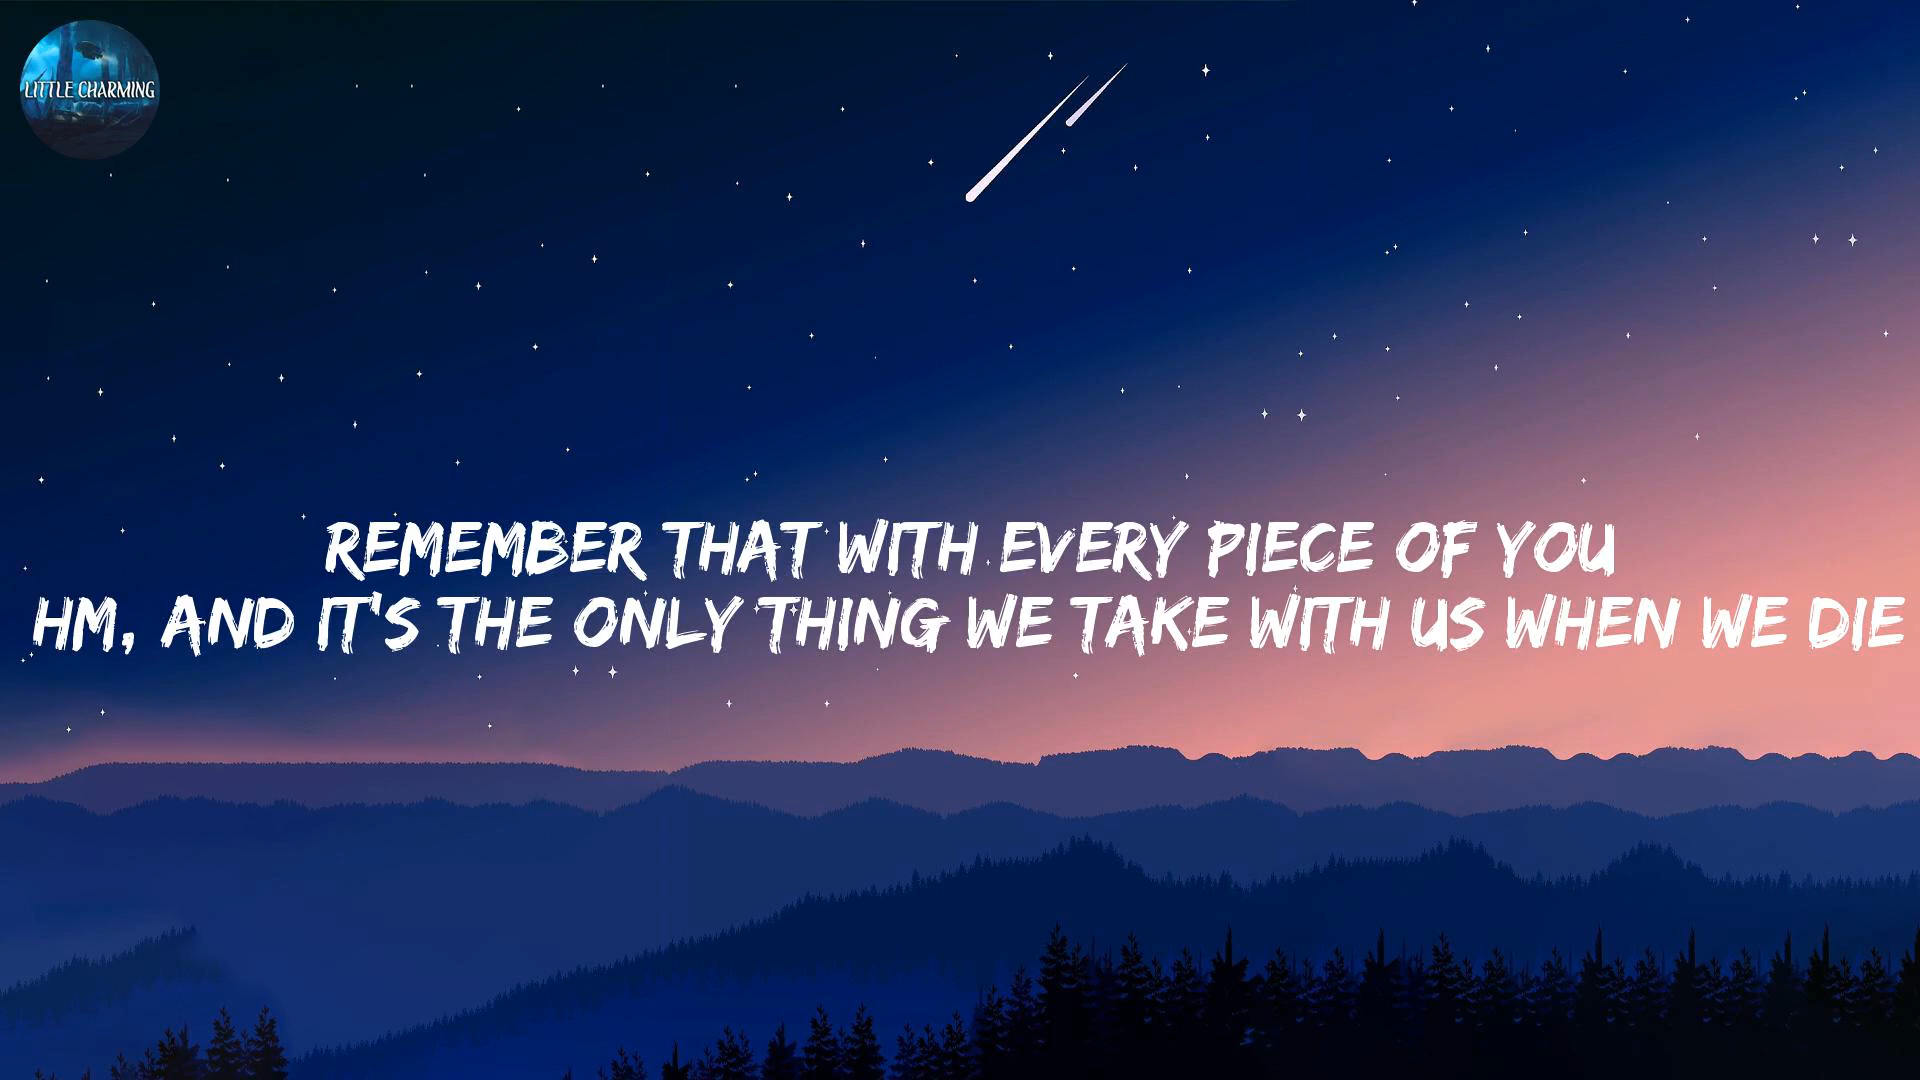 LITTLE CHARMING
REMEMBER THAT WITH EVERY PIECE OF YOU
HM, AND IT'S THE ONLY THING WE TAKE WITH US WHEN WE DIE